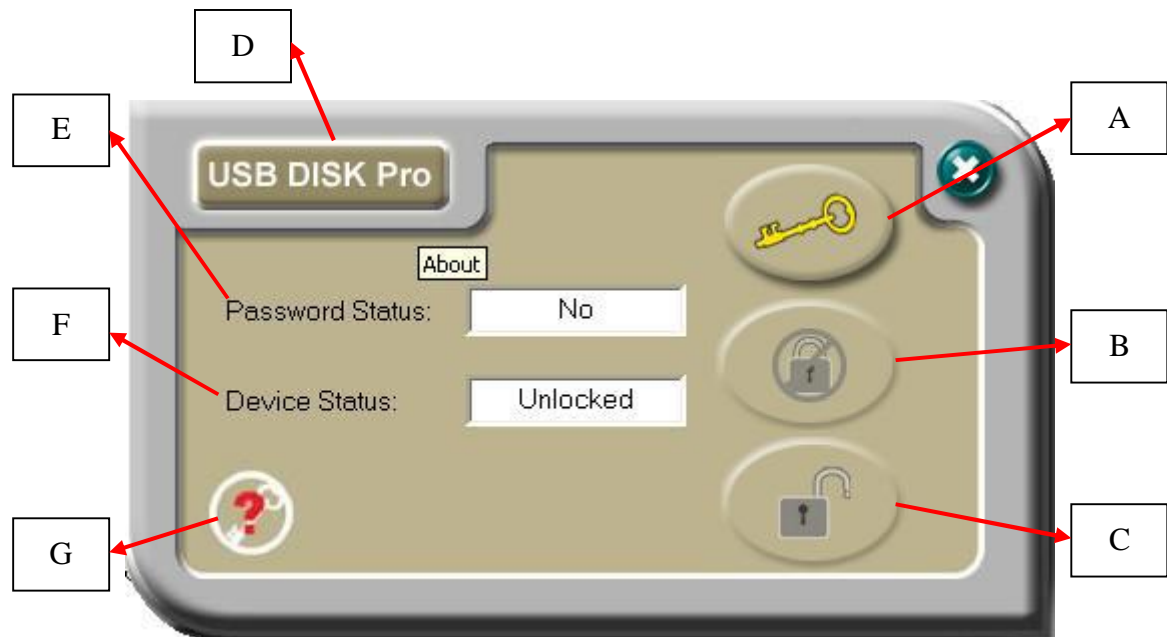 D
E
A
USB DISK Pro
About
Password Status: No
F
B
Device Status: Unlocked
?
G
C